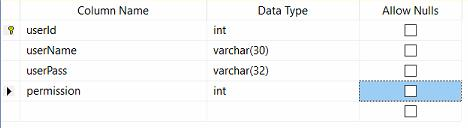 Column Name Data Type Allow Nulls
userId int
userName varchar(30)
userPass varchar(32)
permission int